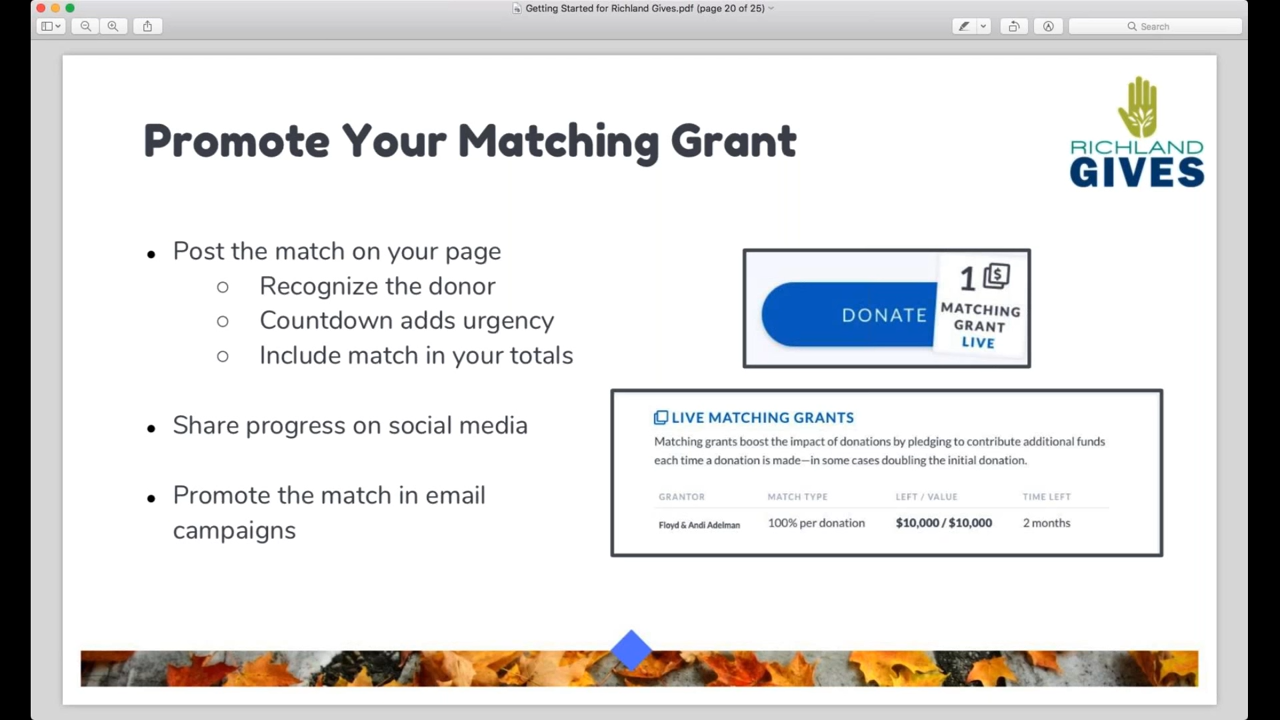 Getting Started for Richland Gives.pdf (page 20 of 25)
Search
Promote Your Matching Grant
RICHLAND
GIVES
• Post the match on your page
○ Recognize the donor
○ Countdown adds urgency
○ Include match in your totals
• Share progress on social media
• Promote the match in email
campaigns
DONATE
1
MATCHING
GRANT
LIVE
LIVE MATCHING GRANTS
Matching grants boost the impact of donations by pledging to contribute additional funds
each time a donation is made—in some cases doubling the initial donation.
GRANTOR MATCH TYPE LEFT / VALUE TIME LEFT
Floyd & Andi Adelman 100% per donation $10,000 / $10,000 2 months